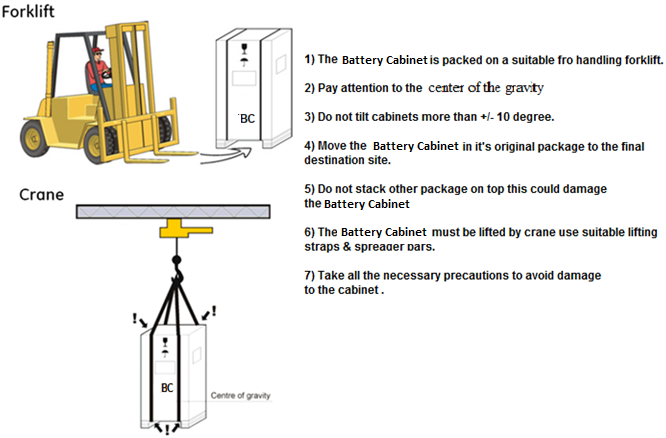 Forklift
BC
1) The Battery Cabinet is packed on a suitable fro handling forklift.
2) Pay attention to the center of the gravity
3) Do not tilt cabinets more than +/- 10 degree.
4) Move the Battery Cabinet in it's original package to the final
destination site.
5) Do not stack other package on top this could damage
the Battery Cabinet
6) The Battery Cabinet must be lifted by crane use suitable lifting
straps & spreader bars.
7) Take all the necessary precautions to avoid damage
to the cabinet .
Crane
! !
BC
Centre of gravity
!